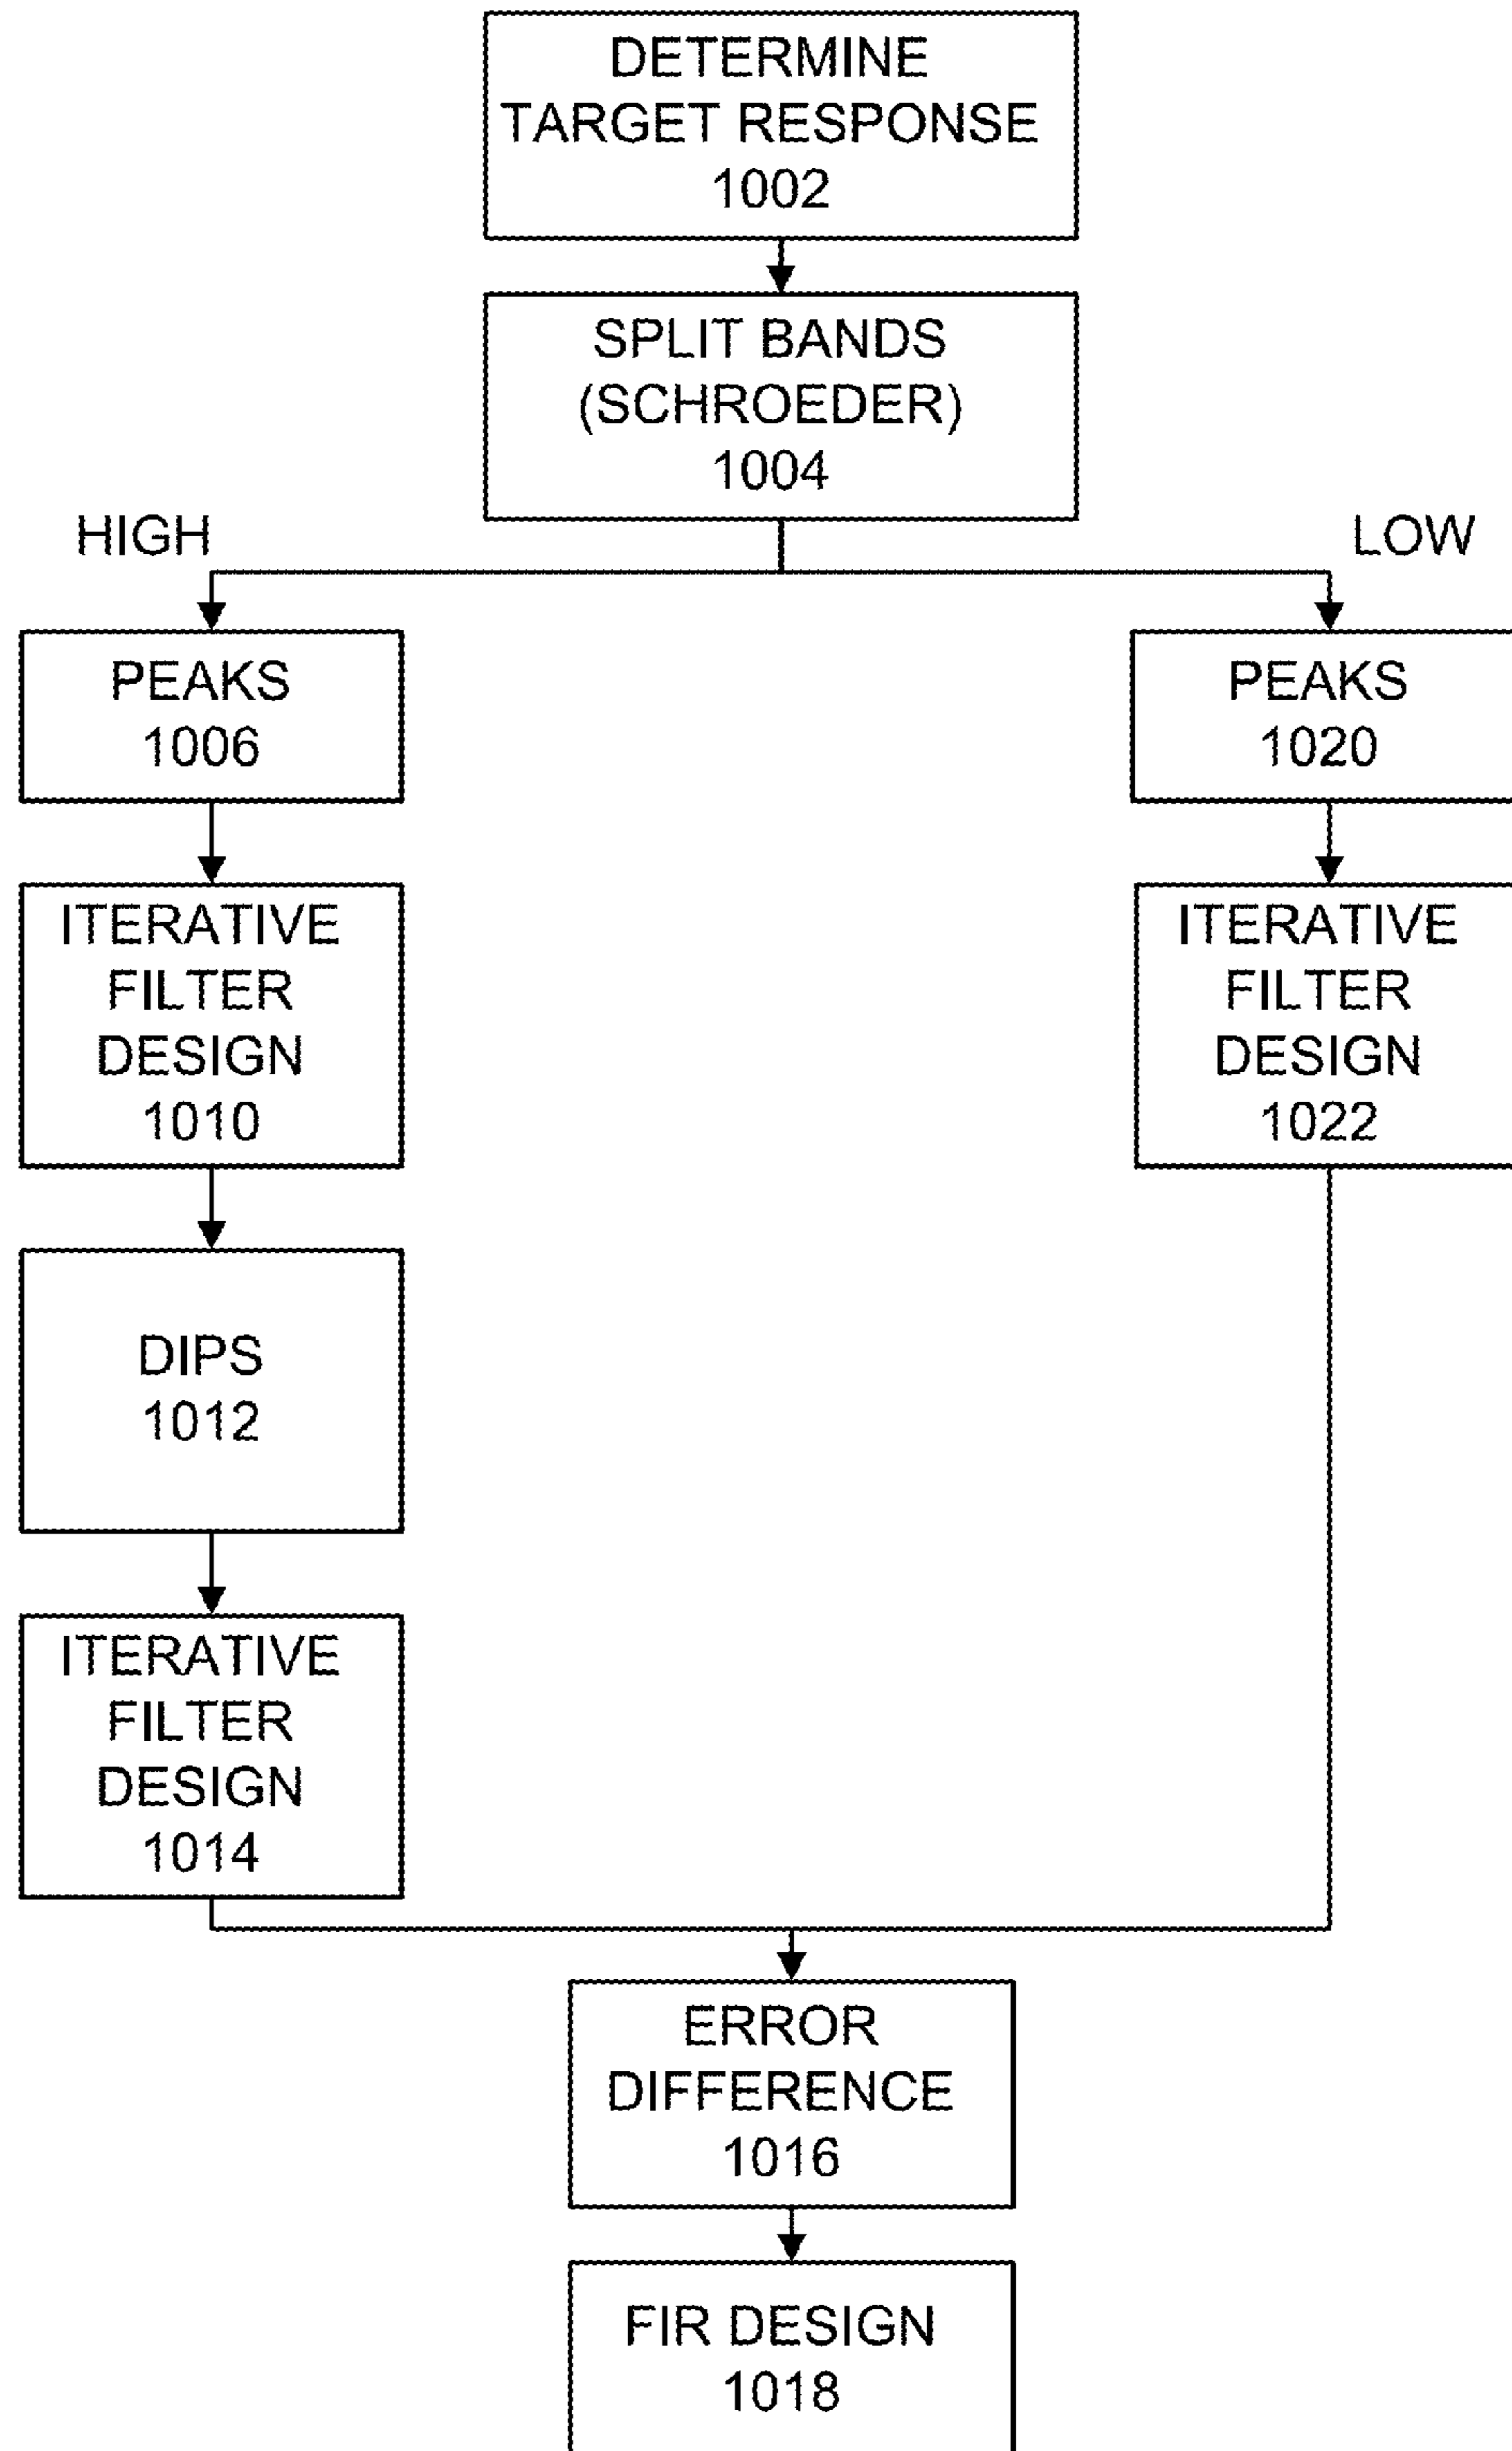 DETERMINE
TARGET RESPONSE
1002
SPLIT BANDS
(SCHROEDER)
1004
HIGH
LOW
PEAKS
1006
PEAKS
1020
ITERATIVE
FILTER
DESIGN
1010
ITERATIVE
FILTER
DESIGN
1022
DIPS
1012
ITERATIVE
FILTER
DESIGN
1014
ERROR
DIFFERENCE
1016
FIR DESIGN
1018